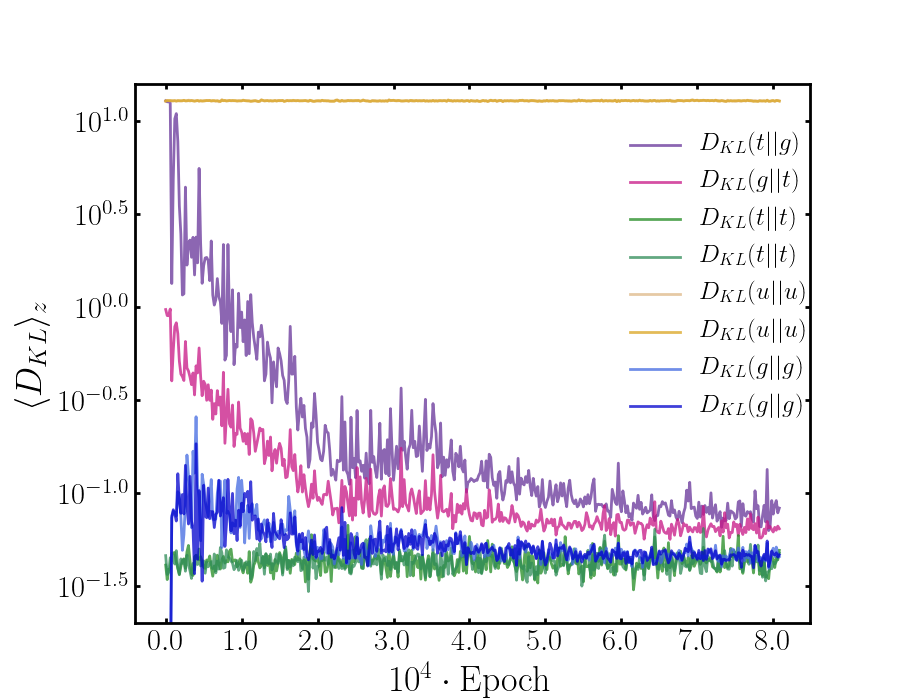 10^{1.0}
10^{0.5}
10^{0.0}
10^{−0.5}
10^{−1.0}
10^{−1.5}
⟨D_{KL}⟩_z
D_{KL}(t||g)
D_{KL}(g||t)
D_{KL}(t||t)
D_{KL}(t||t)
D_{KL}(u||u)
D_{KL}(u||u)
D_{KL}(g||g)
D_{KL}(g||g)
0.0 1.0 2.0 3.0 4.0 5.0 6.0 7.0 8.0
10^4 · Epoch